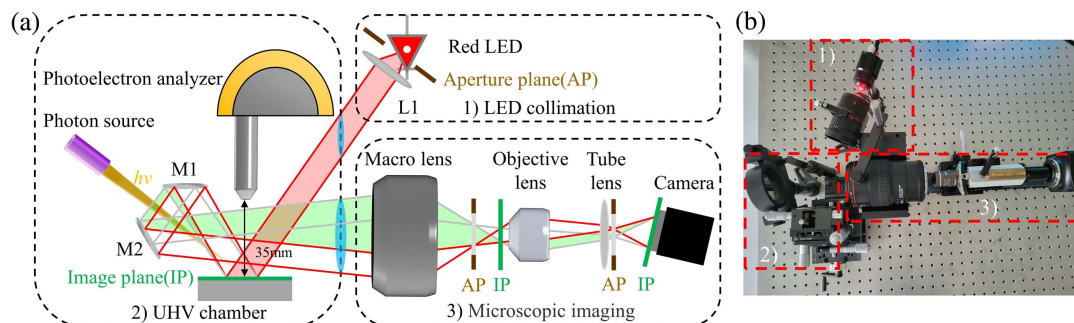 (a)
Photoelectron analyzer
Photon source
hv
M1
M2
35mm
Image plane(IP)
2) UHV chamber
Red LED
Aperture plane(AP)
L1
1) LED collimation
Macro lens
Objective
lens
Tube
lens
Camera
AP
IP
AP
IP
3) Microscopic imaging
(b)
1)
2)
3)